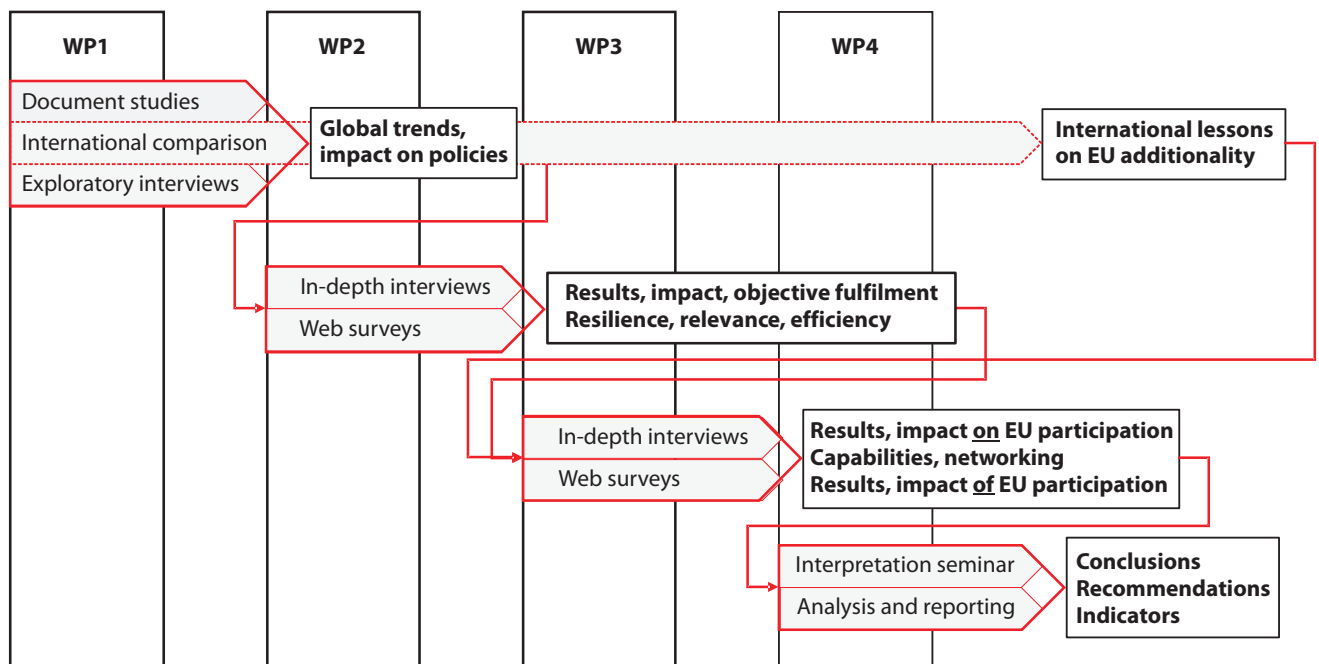 WP1
WP2
WP3
WP4
Document studies
International comparison
Exploratory interviews
Global trends,
impact on policies
International lessons
on EU additionality
In-depth interviews
Web surveys
Results, impact, objective fulfilment
Resilience, relevance, efficiency
In-depth interviews
Web surveys
Results, impact on EU participation
Capabilities, networking
Results, impact of EU participation
Interpretation seminar
Analysis and reporting
Conclusions
Recommendations
Indicators